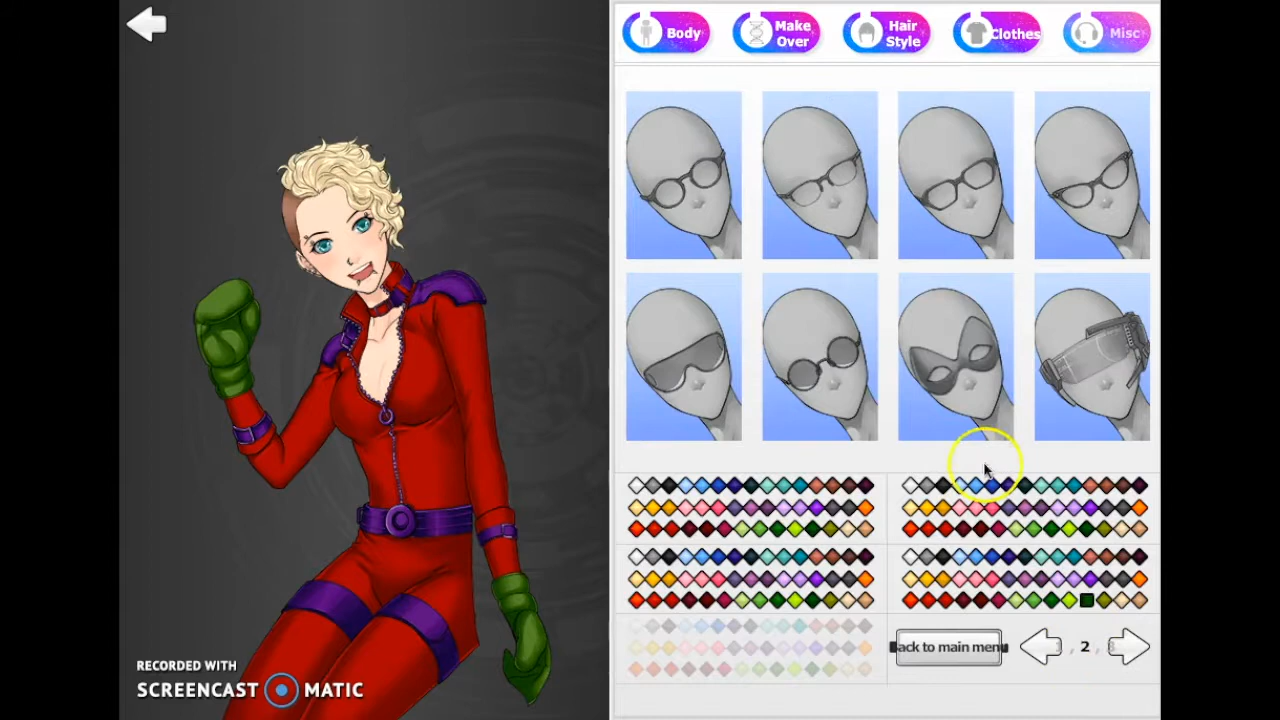 Body
Make
Over
Hair
Style
Clothes
Misc
ack to main menu
, 2 ,
RECORDED WITH
SCREENCAST MATIC